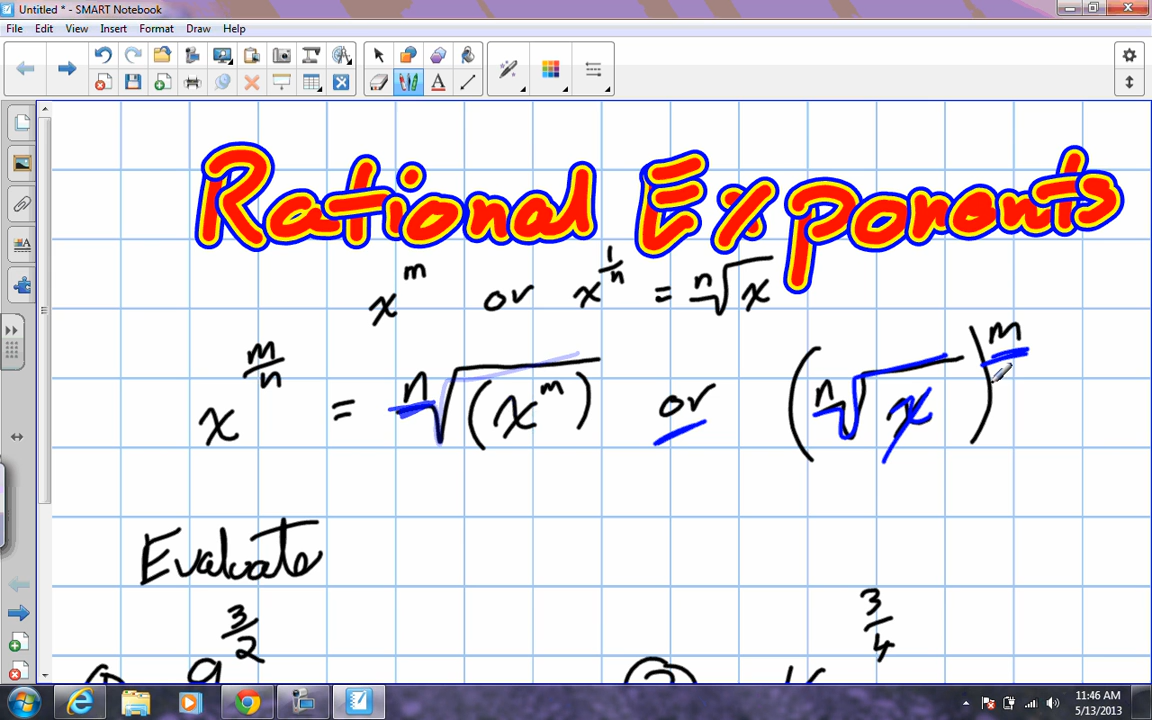 Untitled * - SMART Notebook
File Edit View Insert Format Draw Help
Rational Exponents
x^m or x^(1/n) = ⁿ√x
x^(m/n) = ⁿ√(x^m) or (ⁿ√x)^m
Evaluate
9^(3/2) 3/4
11:46 AM
5/13/2013